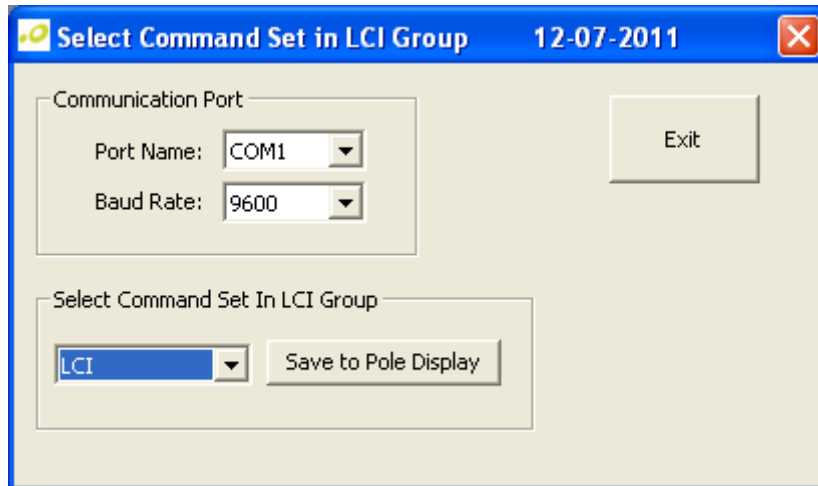 Select Command Set in LCI Group 12-07-2011
Communication Port
Port Name: COM1
Exit
Baud Rate: 9600
Select Command Set In LCI Group
LCI Save to Pole Display